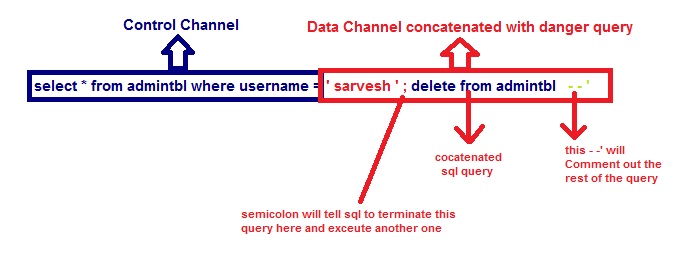 Control Channel
Data Channel concatenated with danger query
select * from admintbl where username = ' sarvesh ' ; delete from admintbl - - '
cocatenated
sql query
this - -' will
Comment out the
rest of the query
semicolon will tell sql to terminate this
query here and exceute another one